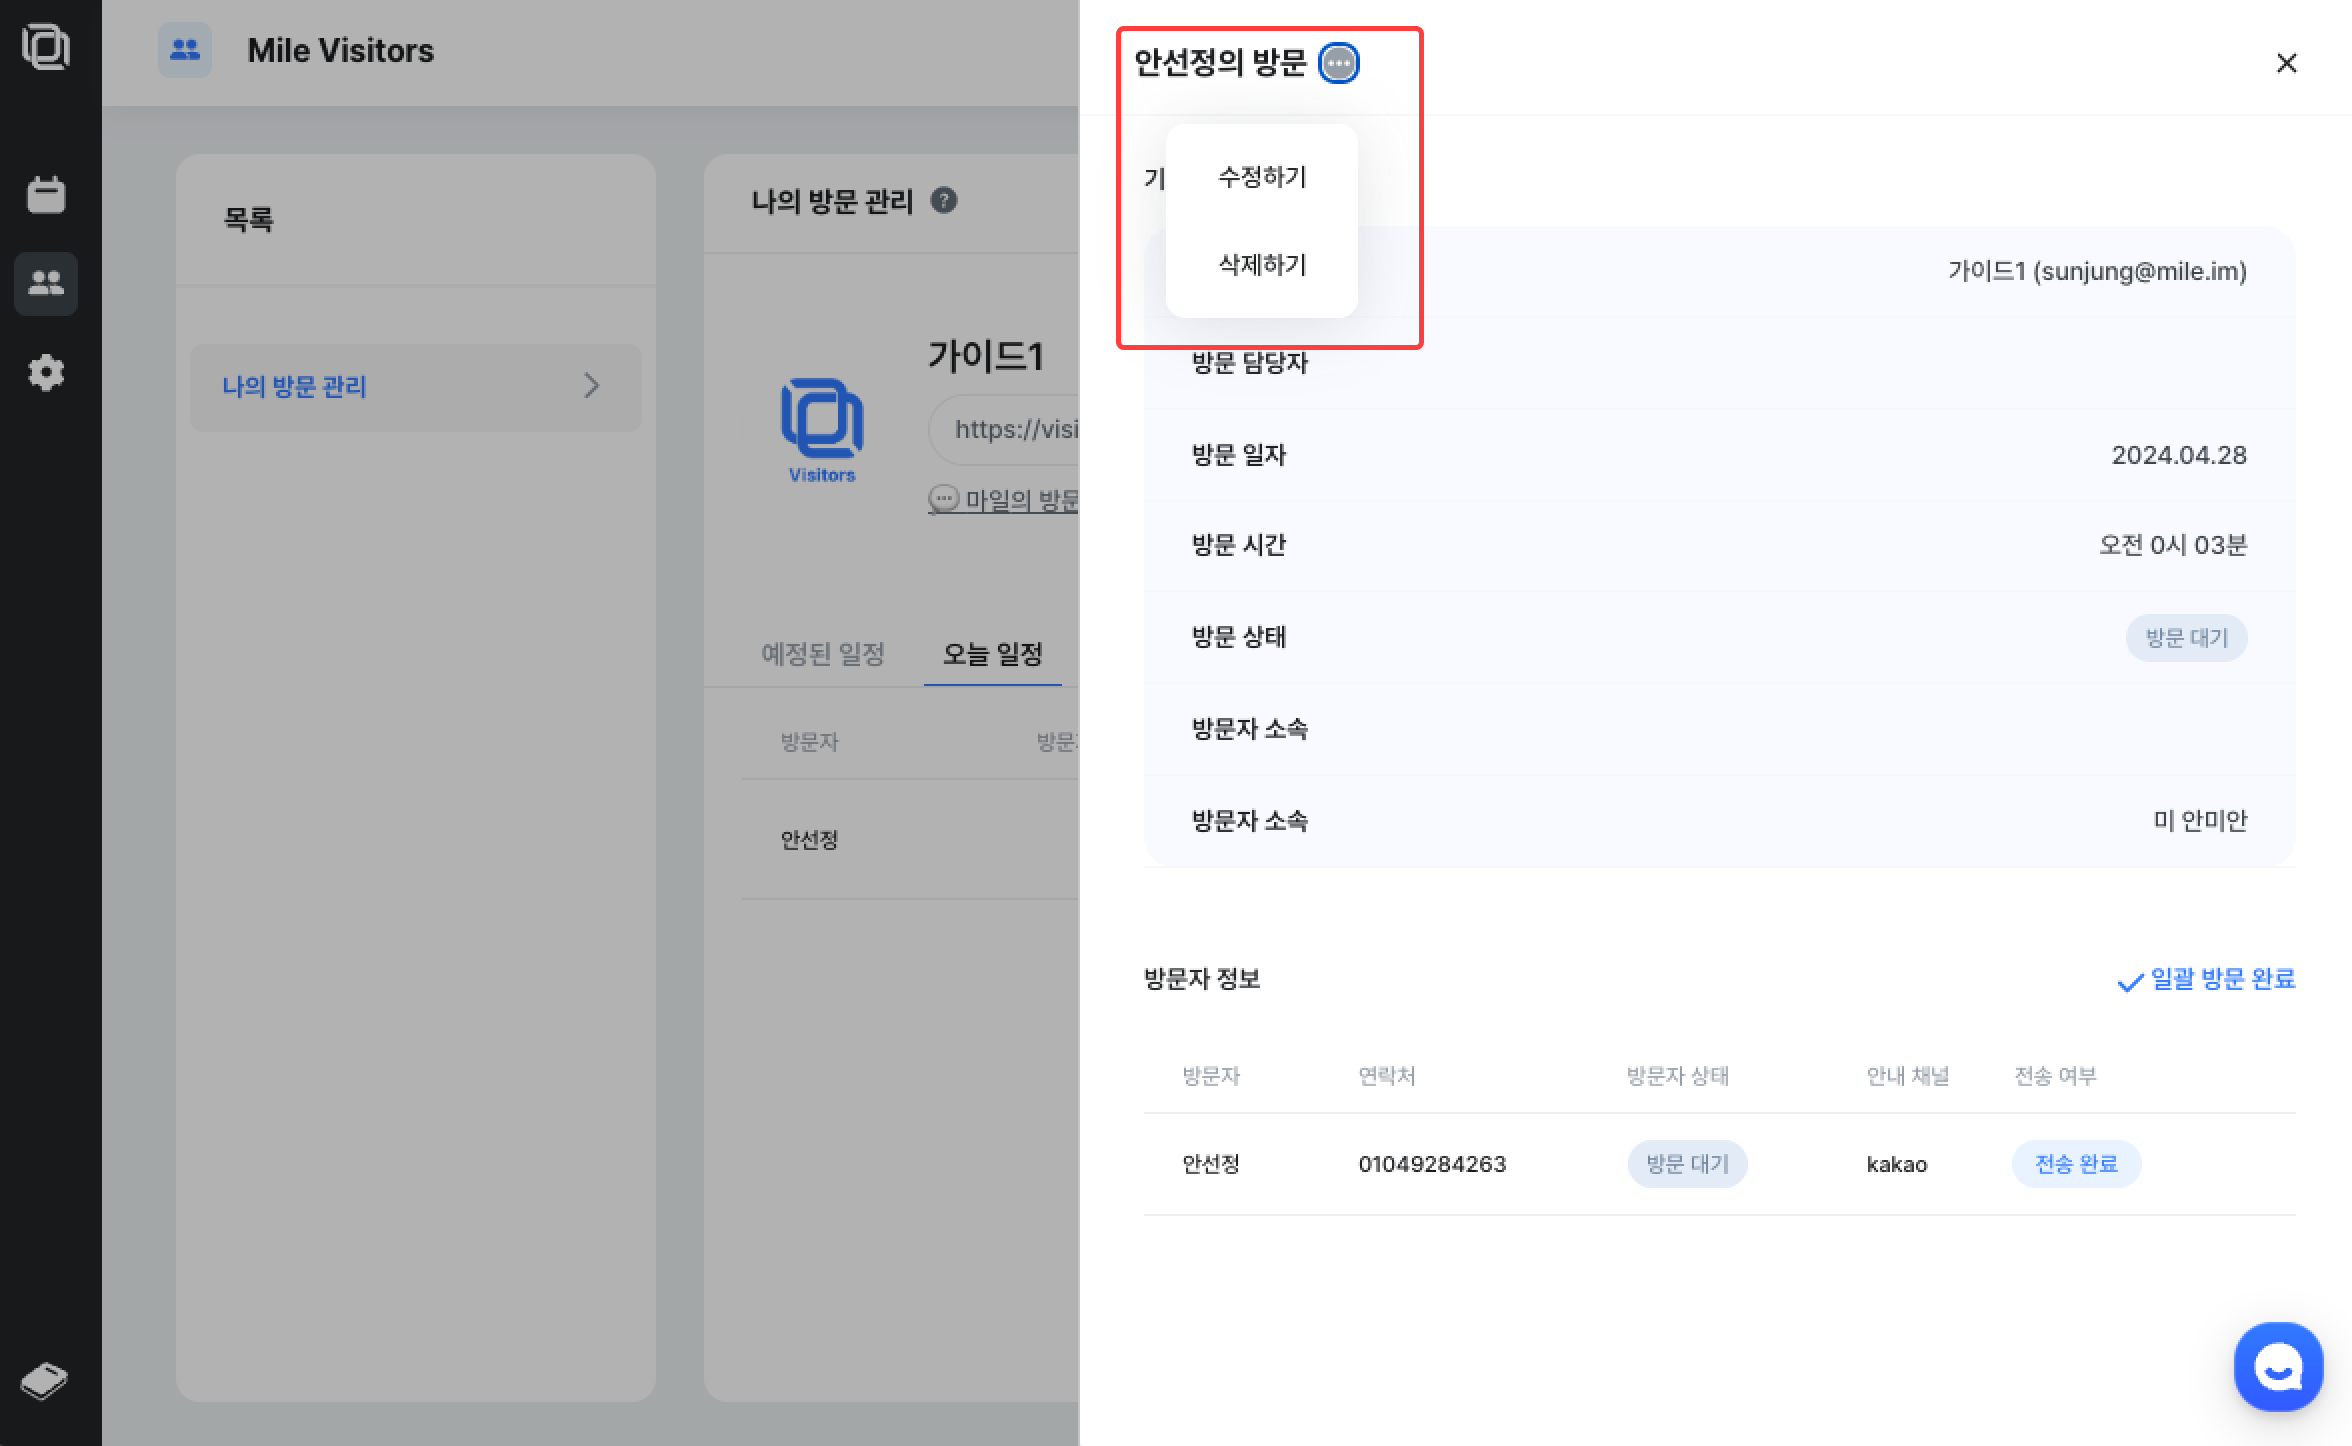 Mile Visitors
목록
나의 방문 관리
나의 방문 관리 ?
가이드1
Visitors
https://visi
마일의 방문
예정된 일정 오늘 일정
방문자
안선정
안선정의 방문
수정하기
삭제하기
가이드1 (sunjung@mile.im)
방문 담당자
방문 일자 2024.04.28
방문 시간 오전 0시 03분
방문 상태 방문 대기
방문자 소속
방문자 소속 미 안미안
방문자 정보 일괄 방문 완료
방문자 연락처 방문자 상태 안내 채널 전송 여부
안선정 01049284263 방문 대기 kakao 전송 완료